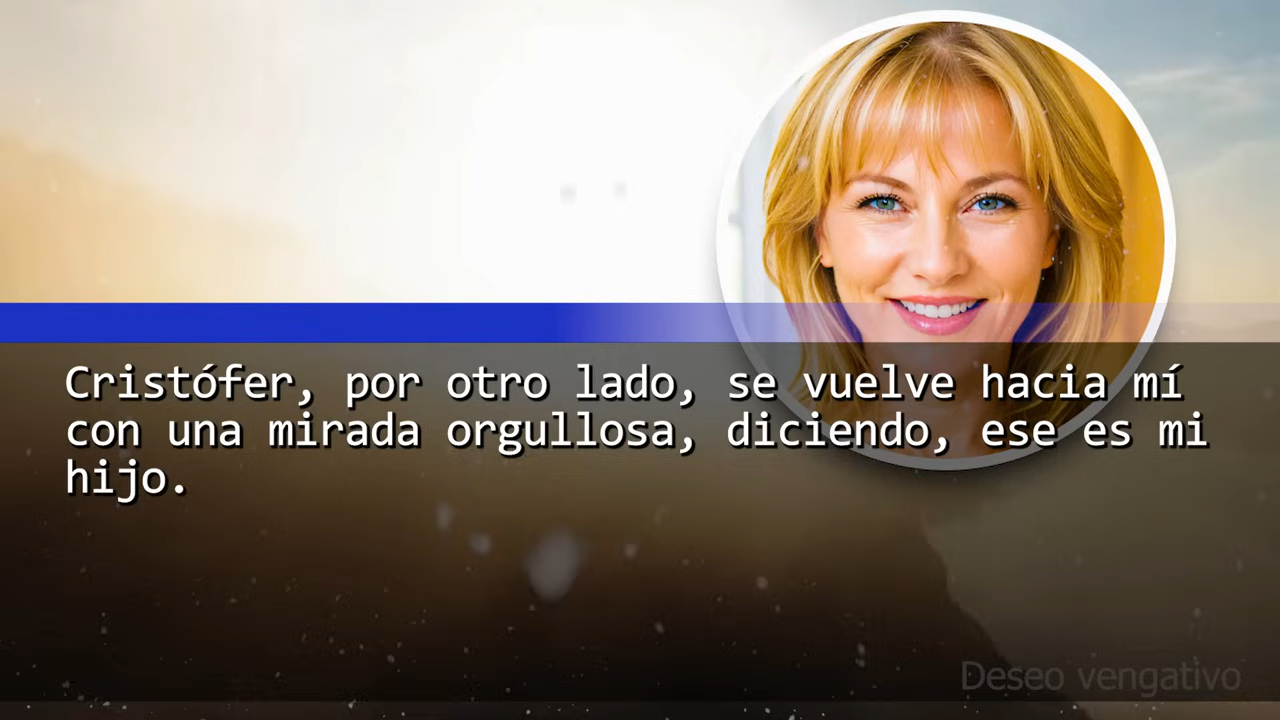 Cristófer, por otro lado, se vuelve hacia mí
con una mirada orgullosa, diciendo, ese es mi
hijo.
Deseo vengativo